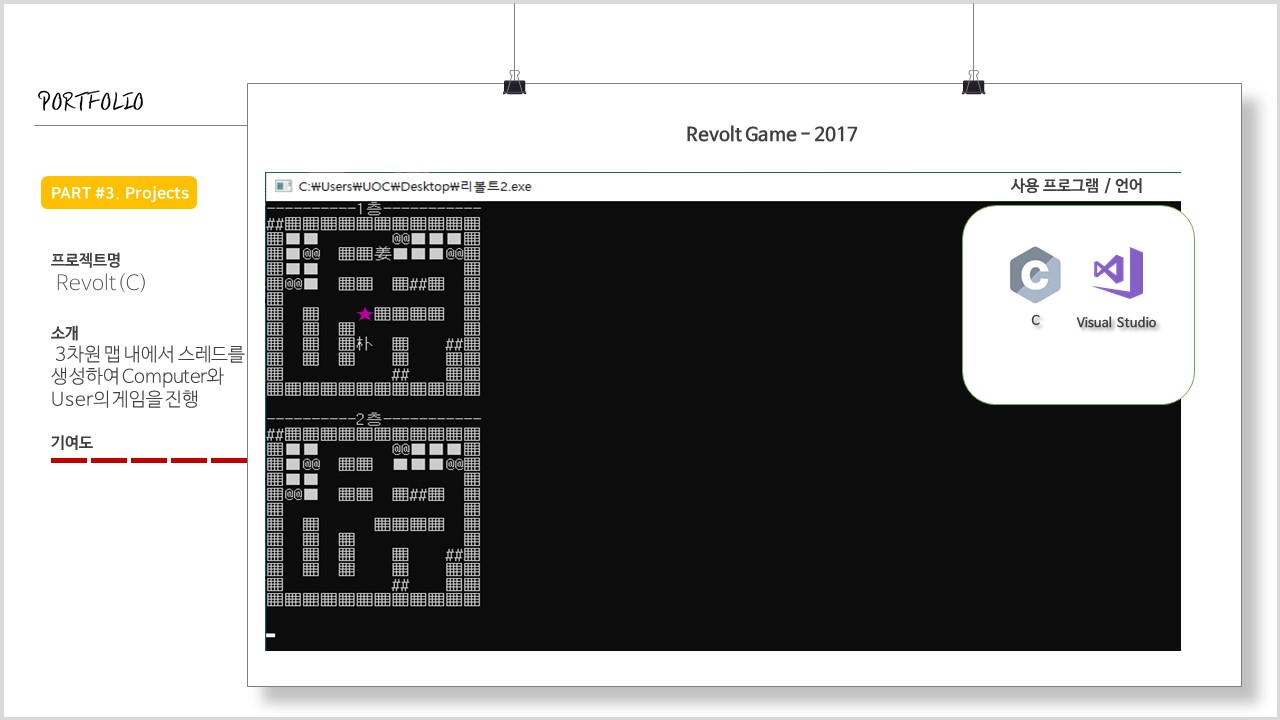 PORTFOLIO
PART #3. Projects
프로젝트명
Revolt (C)
소개
3차원 맵 내에서 스레드를
생성하여 Computer와
User의 게임을 진행
기여도
Revolt Game – 2017
C:₩Users₩UOC₩Desktop₩리볼트2.exe
사용 프로그램 / 언어
C
Visual Studio
----------1층-----------
##
@@
@@ 姜 @@
@@ ##
★
朴 ##
##
----------2층-----------
##
@@
@@ @@
@@ ##
##
##